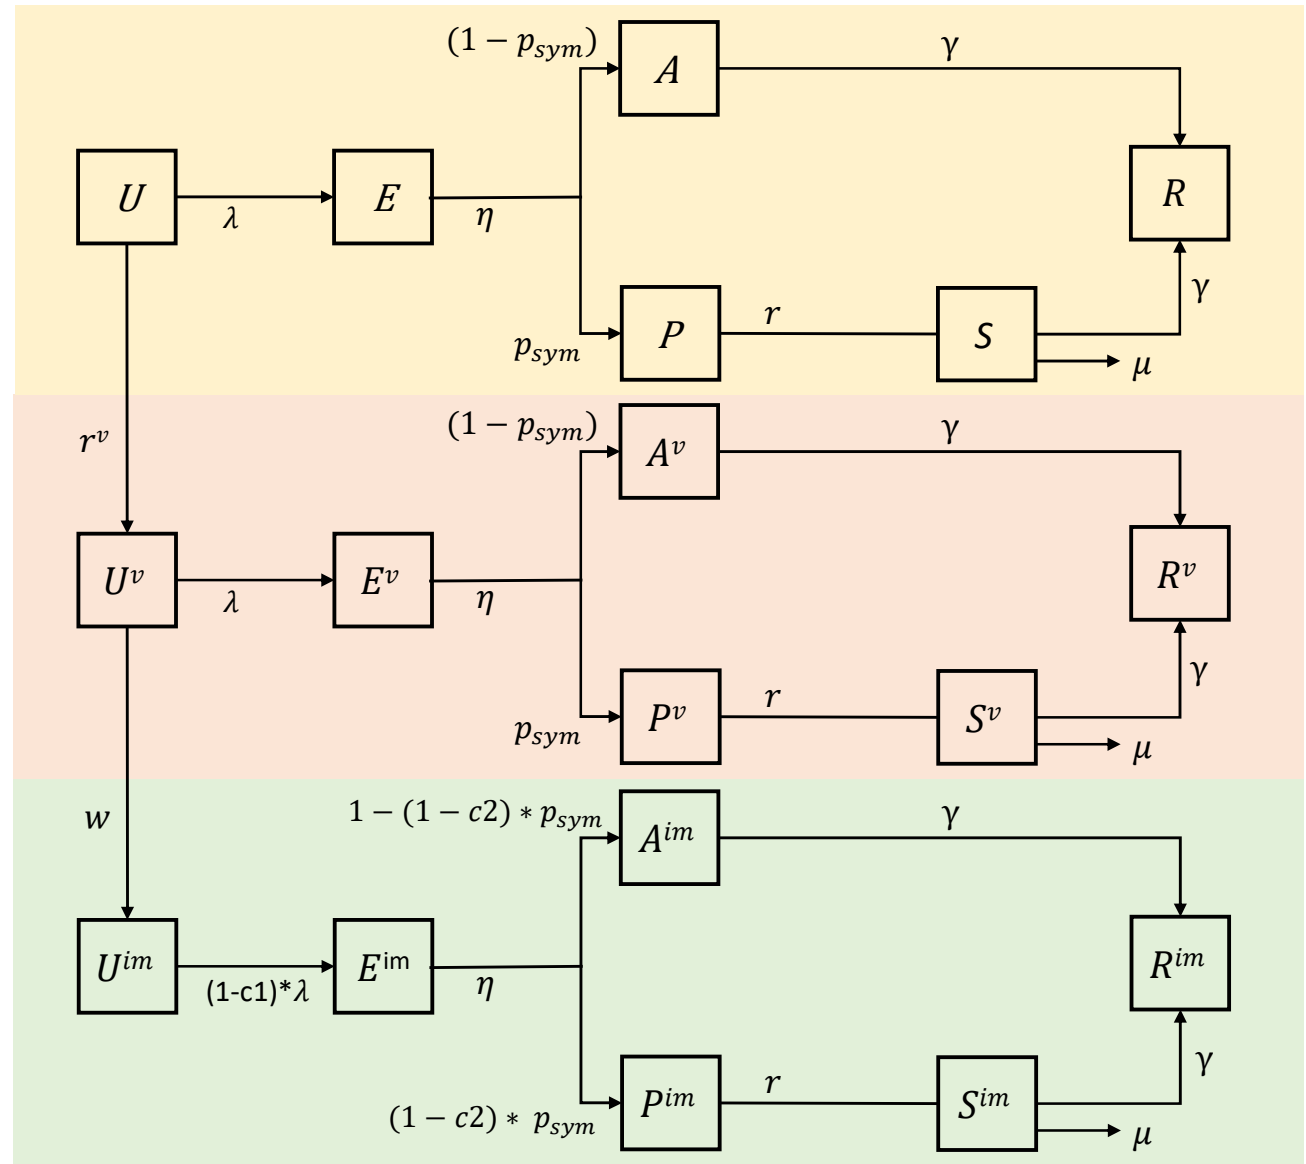 (1 − p_sym)
A
γ
U
λ
E
η
R
p_sym
P
r
S
γ
μ
r^v
(1 − p_sym)
A^v
γ
U^v
λ
E^v
η
R^v
p_sym
P^v
r
S^v
γ
μ
w
1 − (1 − c2) ∗ p_sym
A^im
γ
U^im
(1-c1)*λ
E^im
η
R^im
(1 − c2) ∗ p_sym
P^im
r
S^im
γ
μ